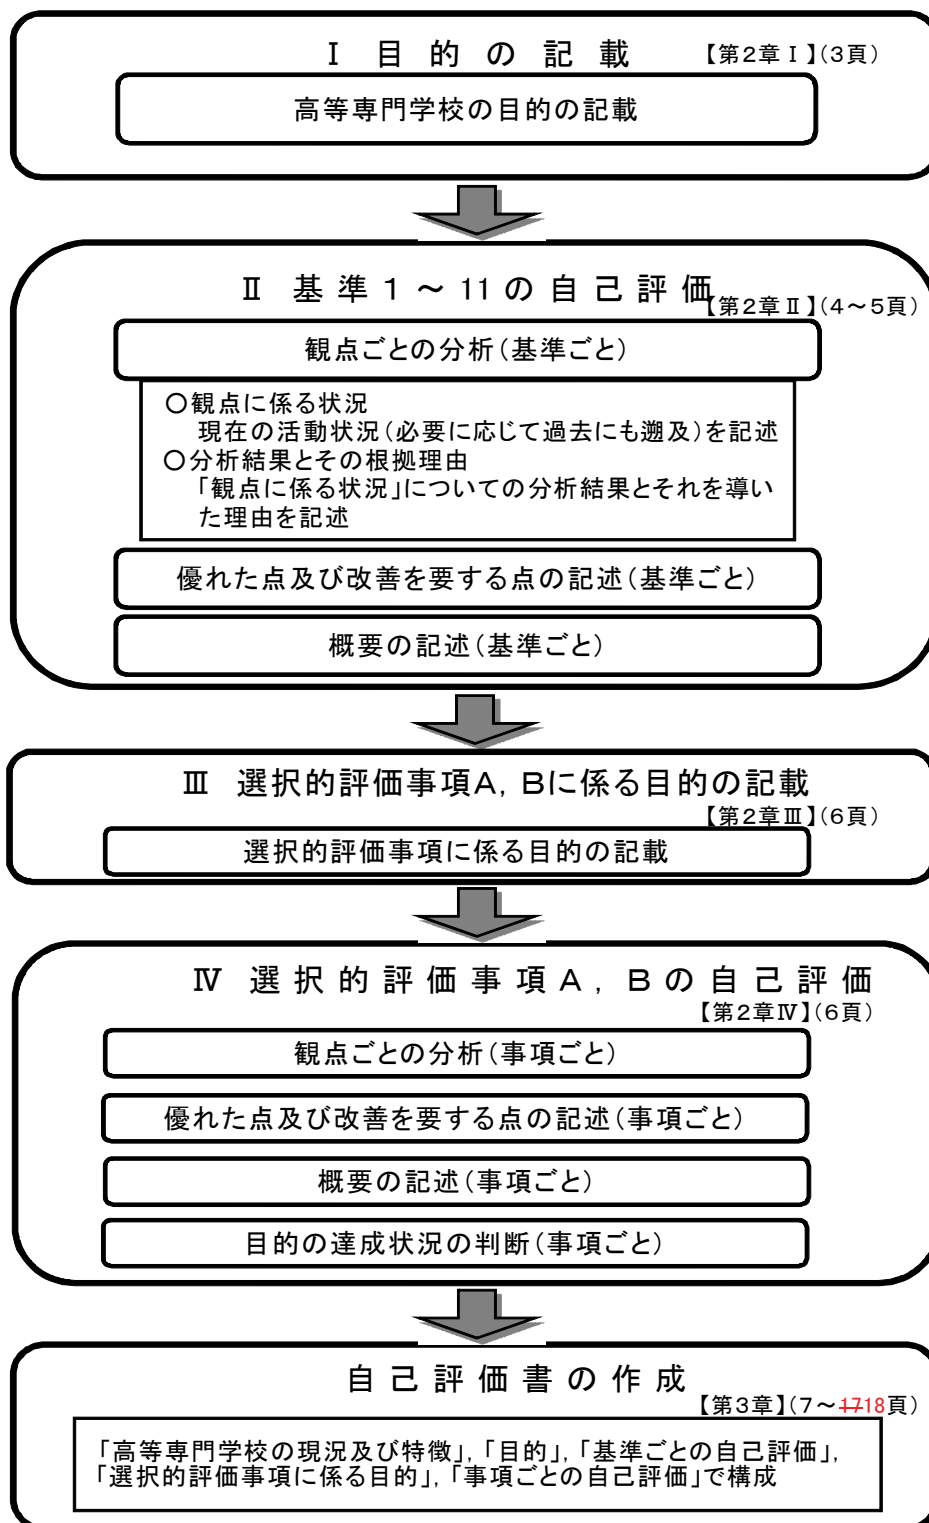 Ⅰ 目的の記載 【第2章Ⅰ】(3頁)
高等専門学校の目的の記載
Ⅱ 基準1～11の自己評価
【第2章Ⅱ】(4～5頁)
観点ごとの分析(基準ごと)
○観点に係る状況
現在の活動状況(必要に応じて過去にも遡及)を記述
○分析結果とその根拠理由
「観点に係る状況」についての分析結果とそれを導い
た理由を記述
優れた点及び改善を要する点の記述(基準ごと)
概要の記述(基準ごと)
Ⅲ 選択的評価事項A, Bに係る目的の記載
【第2章Ⅲ】(6頁)
選択的評価事項に係る目的の記載
Ⅳ 選択的評価事項A, Bの自己評価
【第2章Ⅳ】(6頁)
観点ごとの分析(事項ごと)
優れた点及び改善を要する点の記述(事項ごと)
概要の記述(事項ごと)
目的の達成状況の判断(事項ごと)
自己評価書の作成
【第3章】(7～1718頁)
「高等専門学校の現況及び特徴」, 「目的」, 「基準ごとの自己評価」,
「選択的評価事項に係る目的」, 「事項ごとの自己評価」で構成